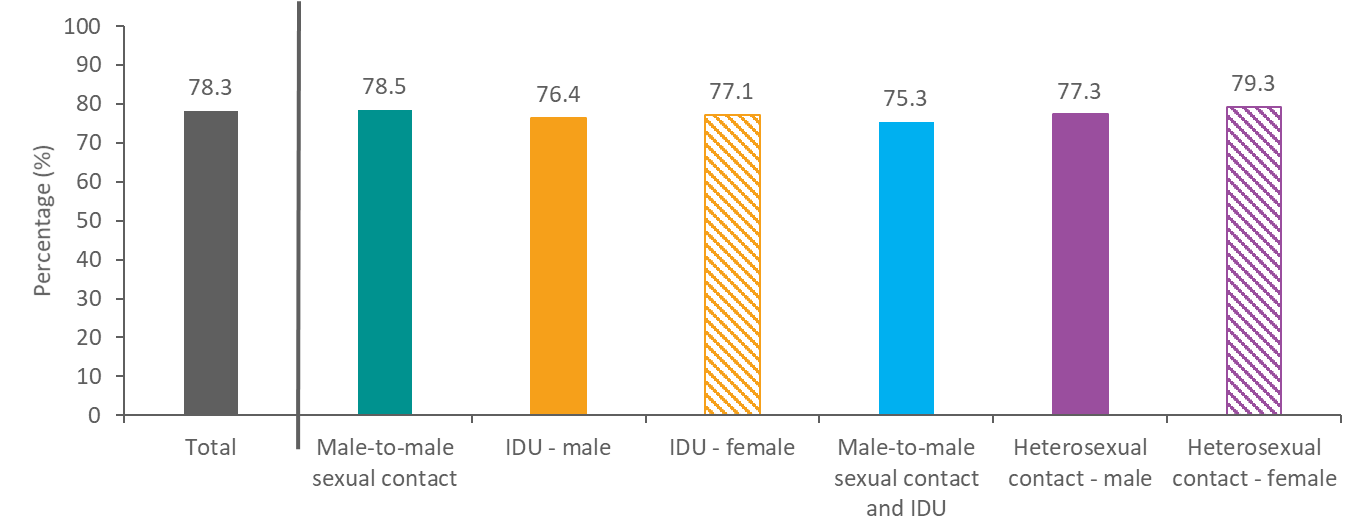 Percentage (%)
100
90
80
70
60
50
40
30
20
10
0
78.3
78.5
76.4
77.1
75.3
77.3
79.3
Total
Male-to-male
sexual contact
IDU - male
IDU - female
Male-to-male
sexual contact
and IDU
Heterosexual
contact - male
Heterosexual
contact - female